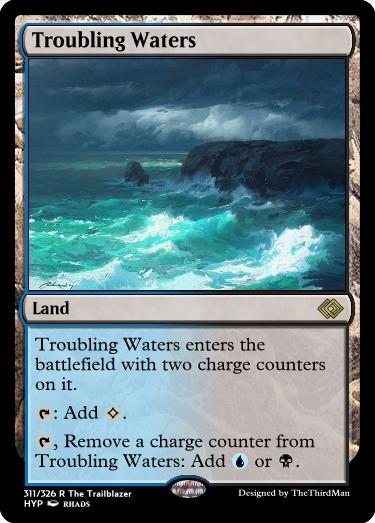 Troubling Waters
Land
Troubling Waters enters the
battlefield with two charge counters
on it.
: Add .
, Remove a charge counter from
Troubling Waters: Add or .
311/326 R The Trailblazer
HYP RHADS
Designed by TheThirdMan